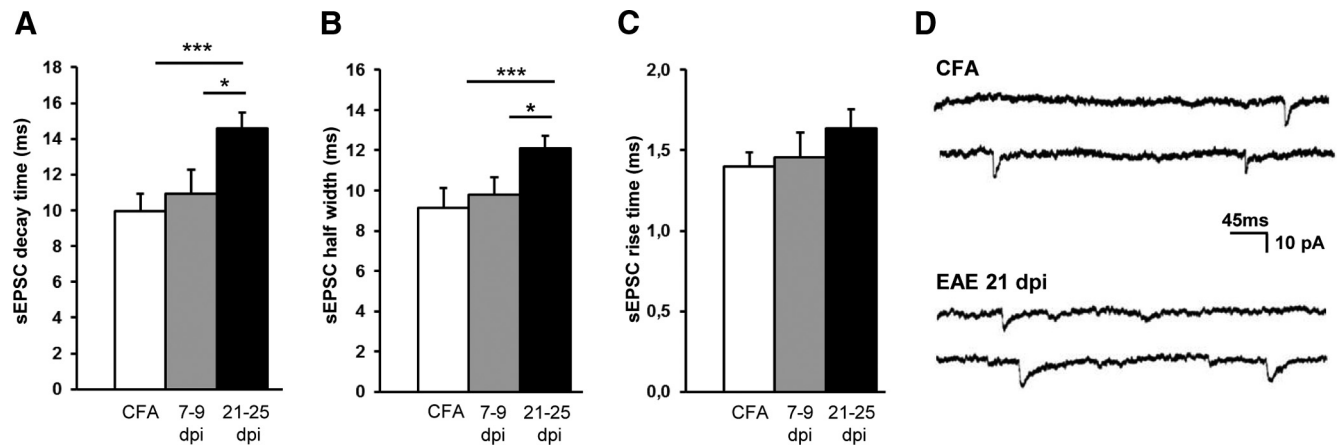 A
sEPSC decay time (ms)
18
16
14
12
10
8
6
4
2
0
***
*
CFA
7-9
dpi
21-25
dpi
B
sEPSC half width (ms)
16
14
12
10
8
6
4
2
0
***
*
CFA
7-9
dpi
21-25
dpi
C
sEPSC rise time (ms)
2,0
1,5
1,0
0,5
0,0
CFA
7-9
dpi
21-25
dpi
D
CFA
45ms
10 pA
EAE 21 dpi